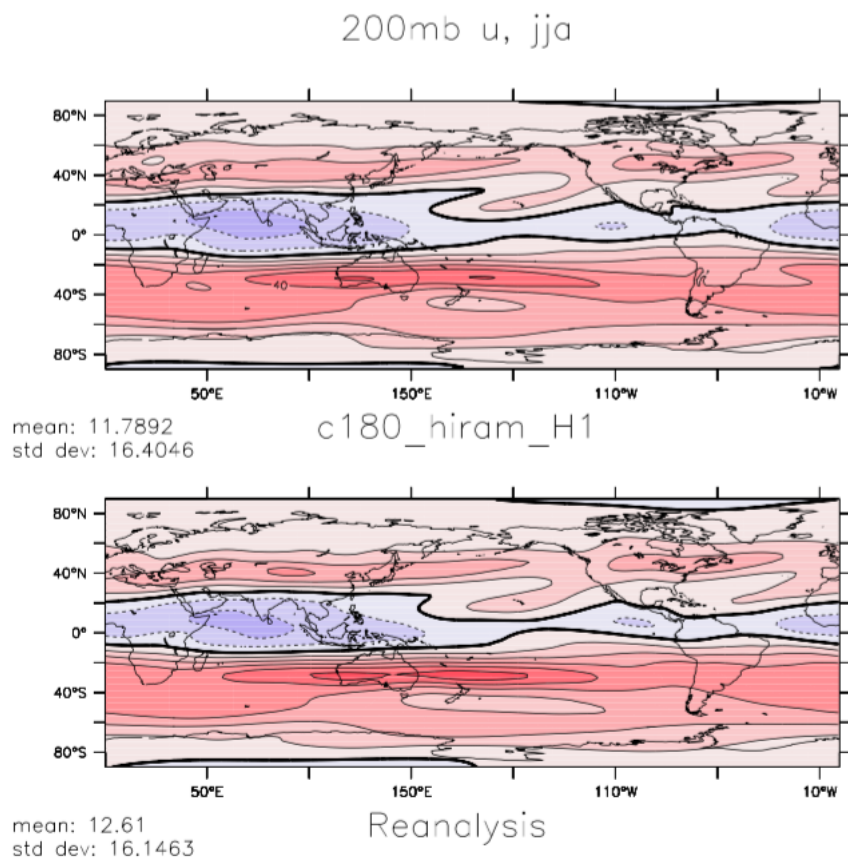 200mb u, jja
80°N
40°N
0°
40°S
80°S
40
50°E 150°E 110°W 10°W
mean: 11.7892
std dev: 16.4046
c180_hiram_H1
80°N
40°N
0°
40°S
80°S
50°E 150°E 110°W 10°W
mean: 12.61
std dev: 16.1463
Reanalysis